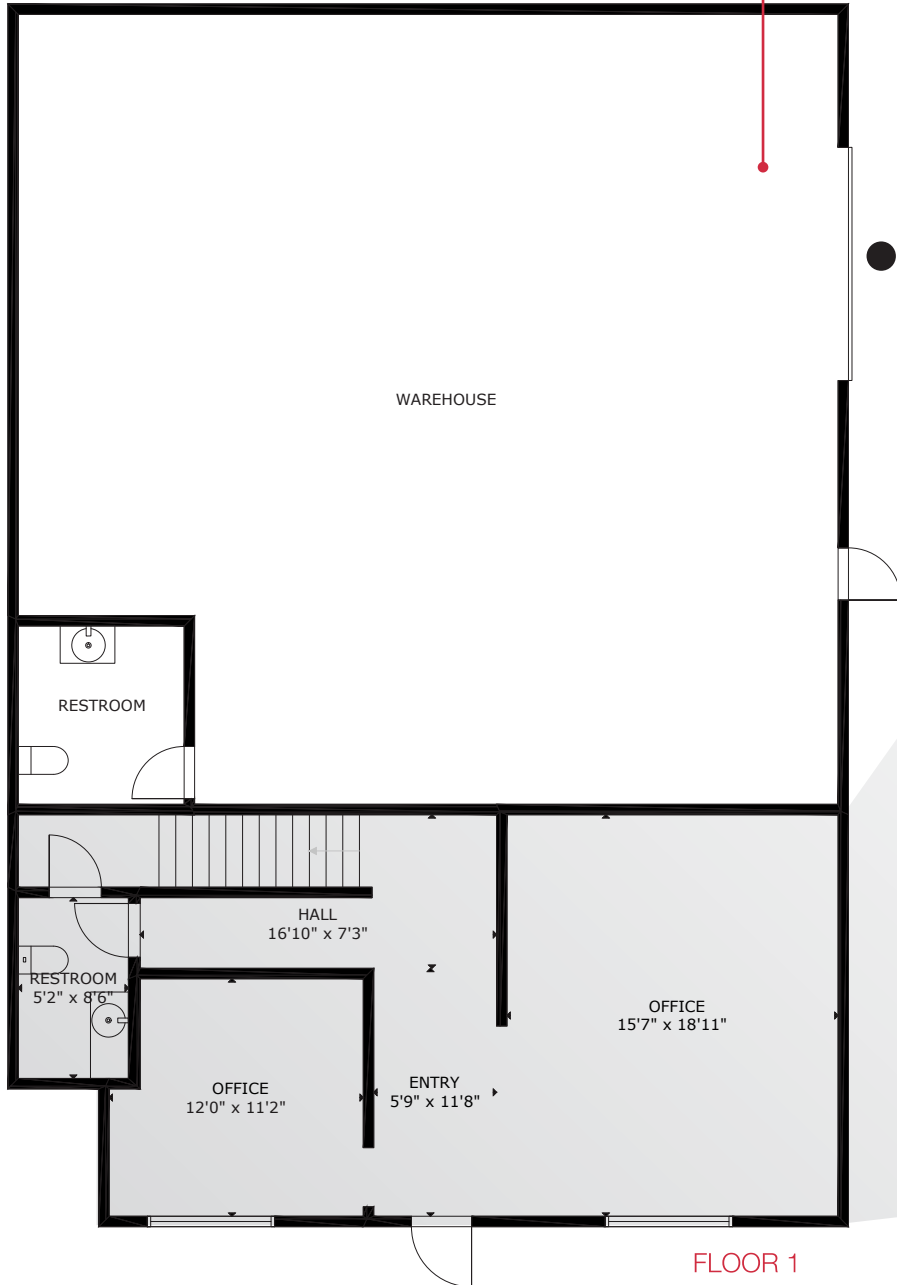 WAREHOUSE
RESTROOM
HALL
16'10" x 7'3"
RESTROOM
5'2" x 8'6"
OFFICE
15'7" x 18'11"
OFFICE
12'0" x 11'2"
ENTRY
5'9" x 11'8"
FLOOR 1